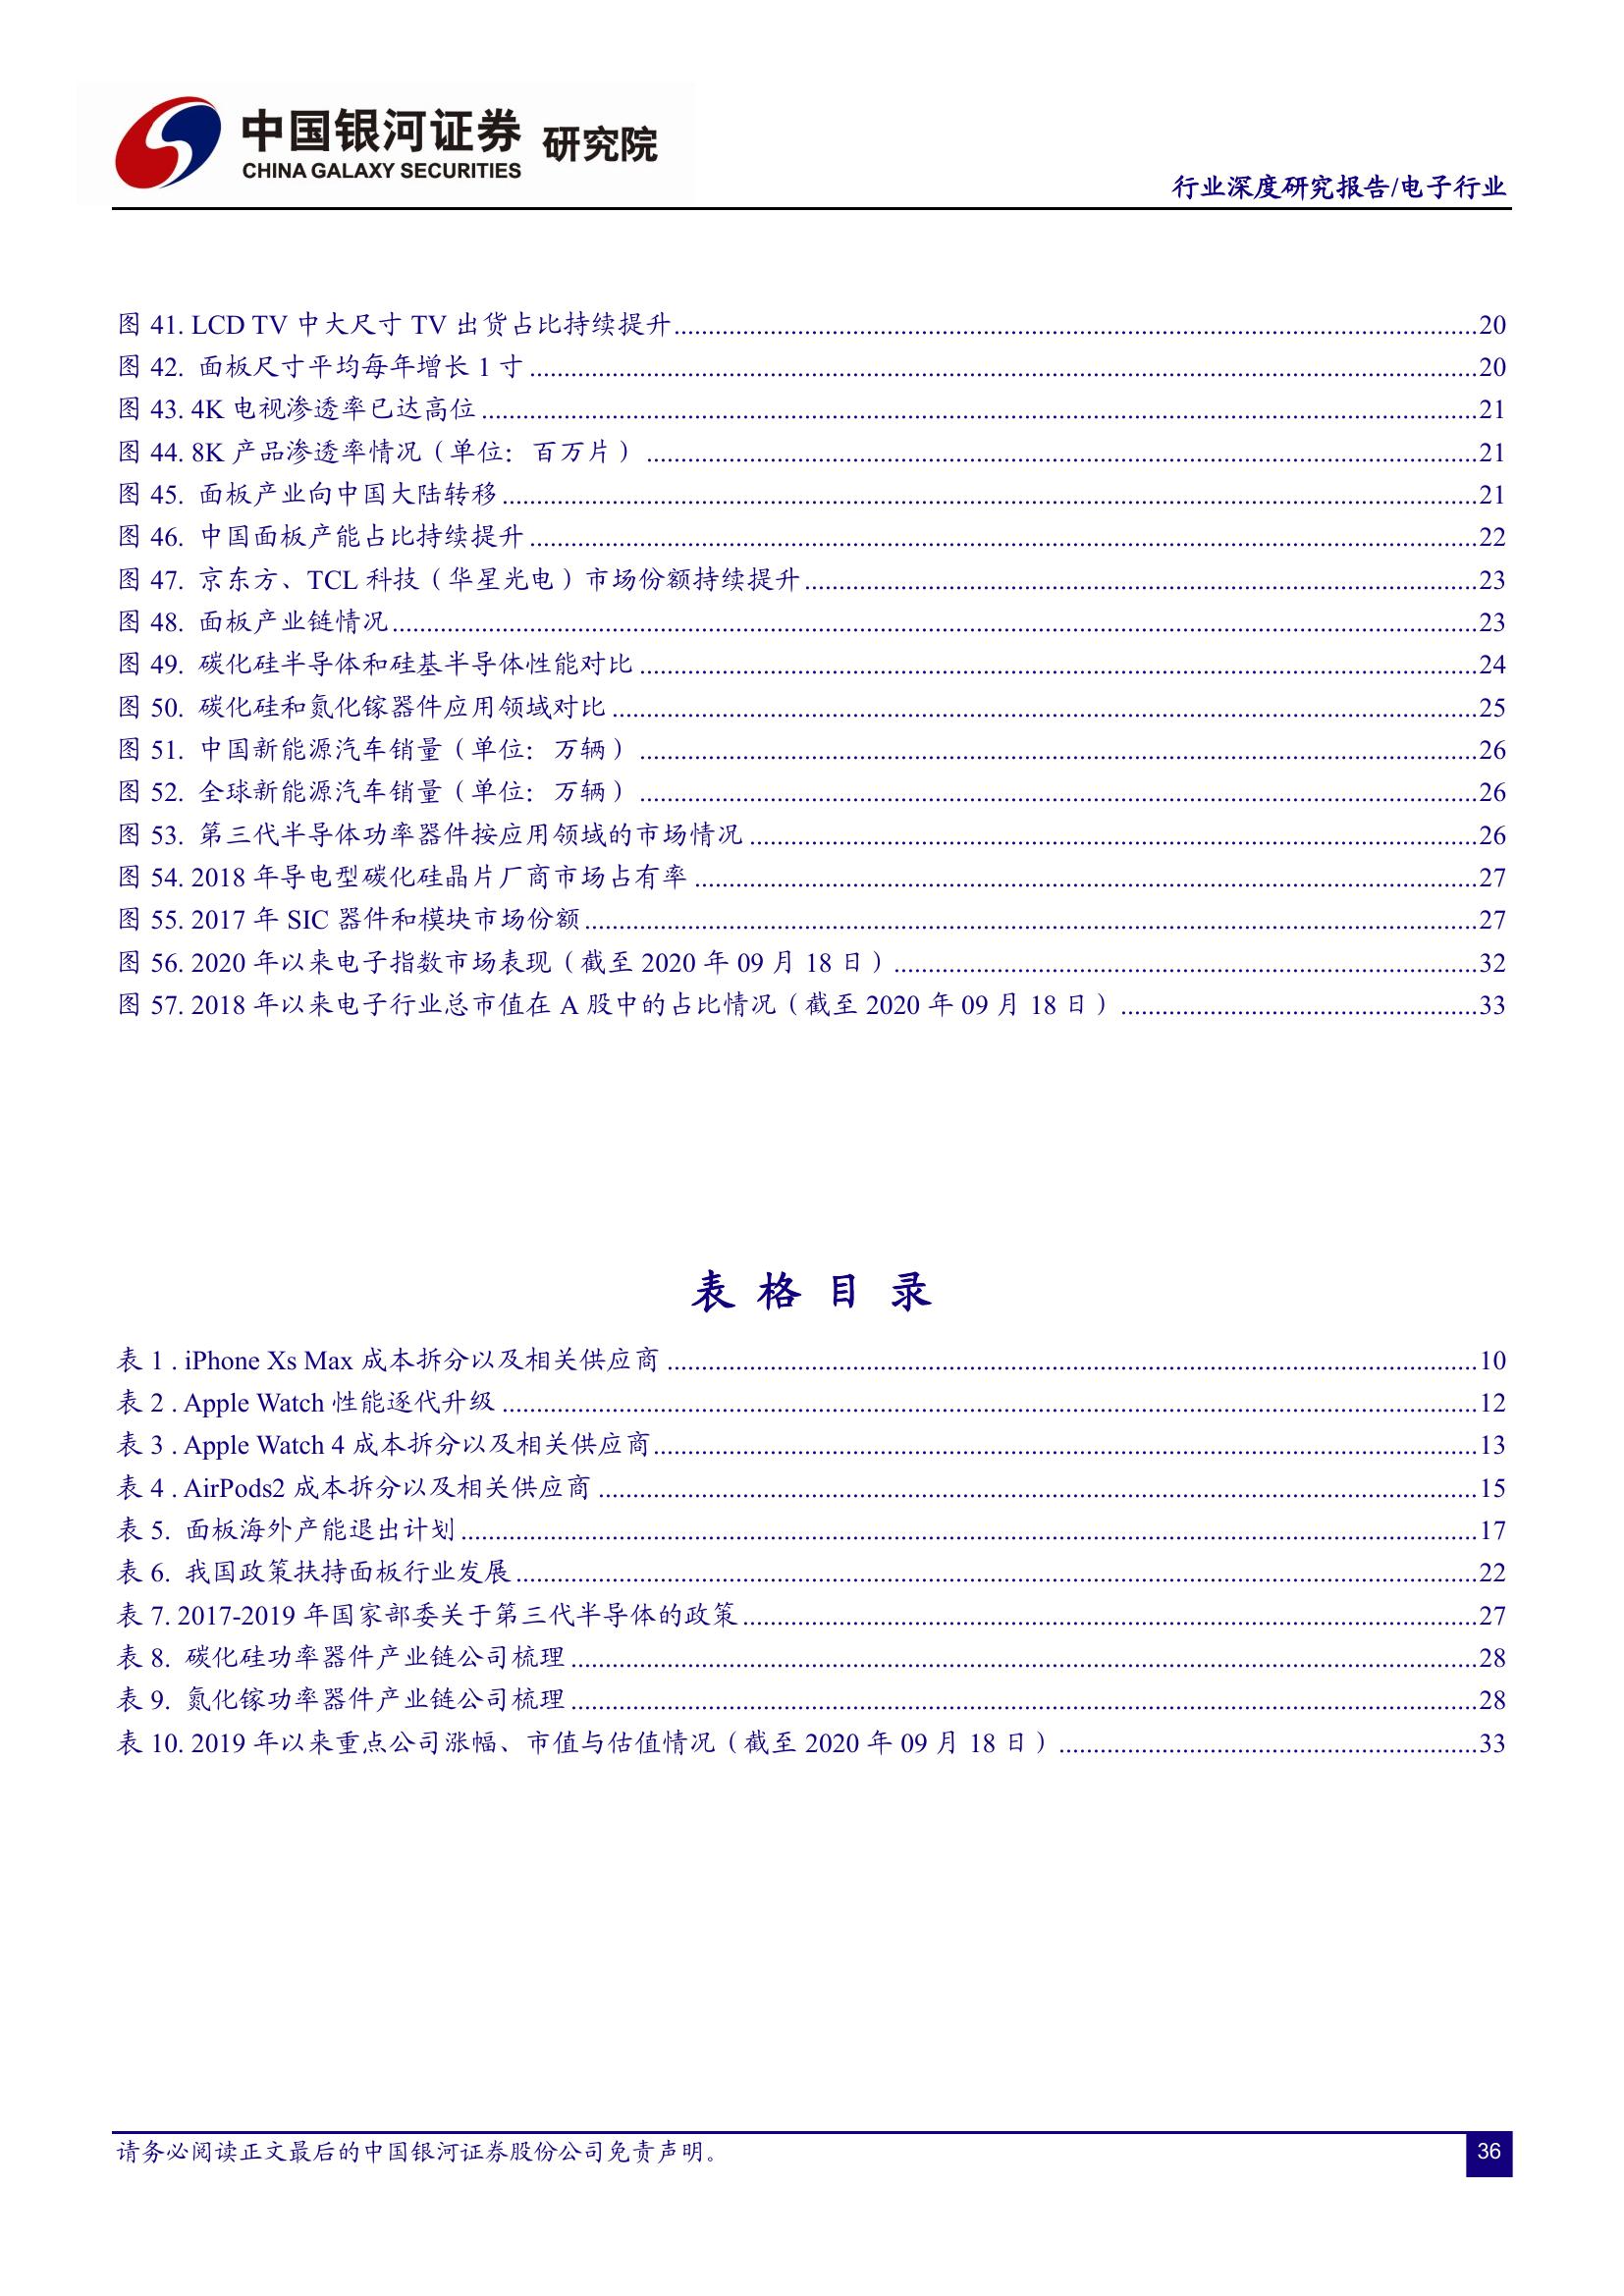 中国银河证券 研究院
CHINA GALAXY SECURITIES
行业深度研究报告/电子行业
图 41. LCD TV 中大尺寸 TV 出货占比持续提升....................20
图 42. 面板尺寸平均每年增长 1 寸....................20
图 43. 4K 电视渗透率已达高位....................21
图 44. 8K 产品渗透率情况（单位：百万片）....................21
图 45. 面板产业向中国大陆转移....................21
图 46. 中国面板产能占比持续提升....................22
图 47. 京东方、TCL 科技（华星光电）市场份额持续提升....................23
图 48. 面板产业链情况....................23
图 49. 碳化硅半导体和硅基半导体性能对比....................24
图 50. 碳化硅和氮化镓器件应用领域对比....................25
图 51. 中国新能源汽车销量（单位：万辆）....................26
图 52. 全球新能源汽车销量（单位：万辆）....................26
图 53. 第三代半导体功率器件按应用领域的市场情况....................26
图 54. 2018 年导电型碳化硅晶片厂商市场占有率....................27
图 55. 2017 年 SIC 器件和模块市场份额....................27
图 56. 2020 年以来电子指数市场表现（截至 2020 年 09 月 18 日）....................32
图 57. 2018 年以来电子行业总市值在 A 股中的占比情况（截至 2020 年 09 月 18 日）....................33
表 格 目 录
表 1 . iPhone Xs Max 成本拆分以及相关供应商....................10
表 2 . Apple Watch 性能逐代升级....................12
表 3 . Apple Watch 4 成本拆分以及相关供应商....................13
表 4 . AirPods2 成本拆分以及相关供应商....................15
表 5. 面板海外产能退出计划....................17
表 6. 我国政策扶持面板行业发展....................22
表 7. 2017-2019 年国家部委关于第三代半导体的政策....................27
表 8. 碳化硅功率器件产业链公司梳理....................28
表 9. 氮化镓功率器件产业链公司梳理....................28
表 10. 2019 年以来重点公司涨幅、市值与估值情况（截至 2020 年 09 月 18 日）....................33
请务必阅读正文最后的中国银河证券股份公司免责声明。
36